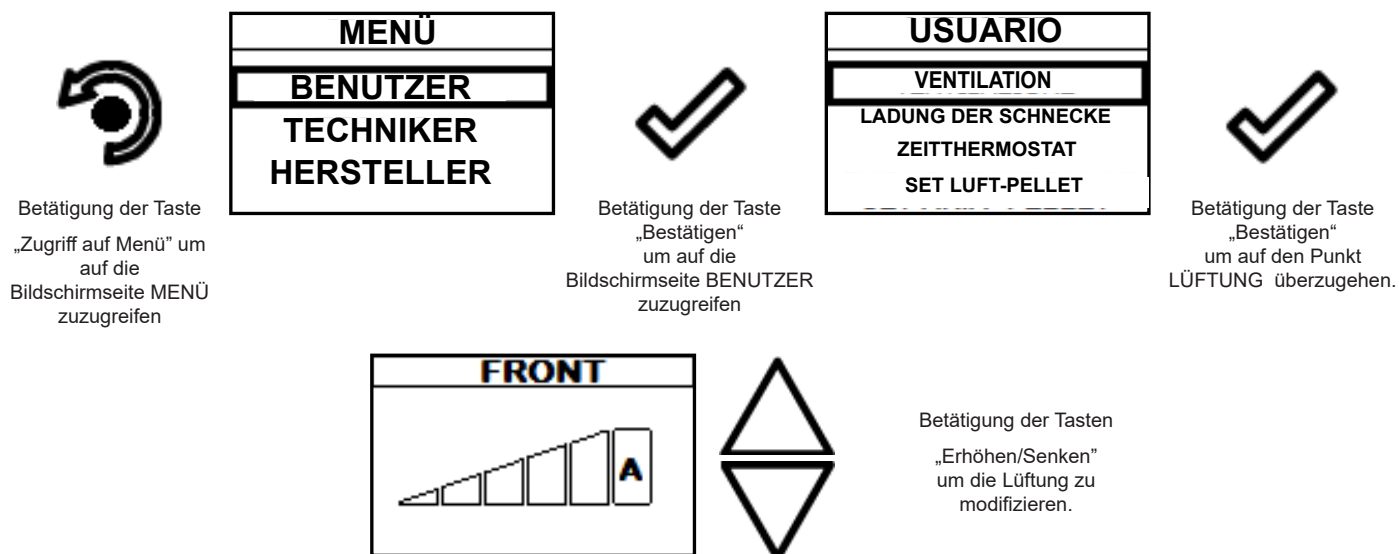 MENÜ
BENUTZER
TECHNIKER
HERSTELLER
USUARIO
VENTILATION
LADUNG DER SCHNECKE
ZEITTHERMOSTAT
SET LUFT-PELLET
Betätigung der Taste
„Zugriff auf Menü” um
auf die
Bildschirmseite MENÜ
zuzugreifen
Betätigung der Taste
„Bestätigen“
um auf die
Bildschirmseite BENUTZER
zuzugreifen
Betätigung der Taste
„Bestätigen“
um auf den Punkt
LÜFTUNG überzugehen.
FRONT
A
Betätigung der Tasten
„Erhöhen/Senken”
um die Lüftung zu
modifizieren.